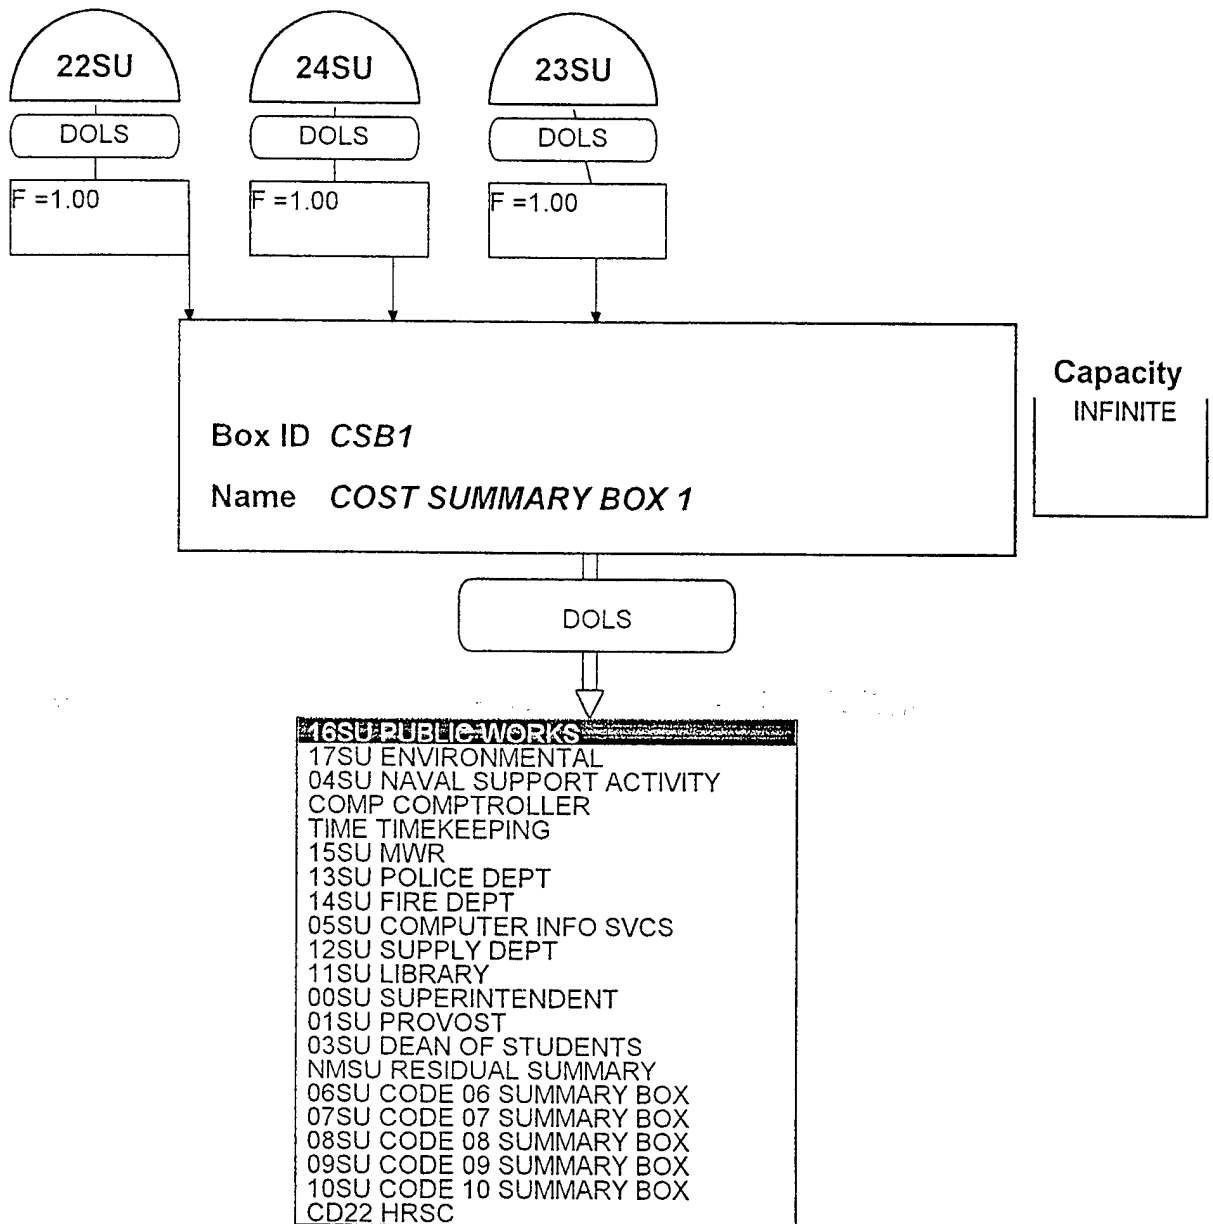 22SU 24SU 23SU
DOLS DOLS DOLS
F =1.00 F =1.00 F =1.00
Capacity
INFINITE
Box ID CSB1
Name COST SUMMARY BOX 1
DOLS
16SU PUBLIC WORKS
17SU ENVIRONMENTAL
04SU NAVAL SUPPORT ACTIVITY
COMP COMPTROLLER
TIME TIMEKEEPING
15SU MWR
13SU POLICE DEPT
14SU FIRE DEPT
05SU COMPUTER INFO SVCS
12SU SUPPLY DEPT
11SU LIBRARY
00SU SUPERINTENDENT
01SU PROVOST
03SU DEAN OF STUDENTS
NMSU RESIDUAL SUMMARY
06SU CODE 06 SUMMARY BOX
07SU CODE 07 SUMMARY BOX
08SU CODE 08 SUMMARY BOX
09SU CODE 09 SUMMARY BOX
10SU CODE 10 SUMMARY BOX
CD22 HRSC